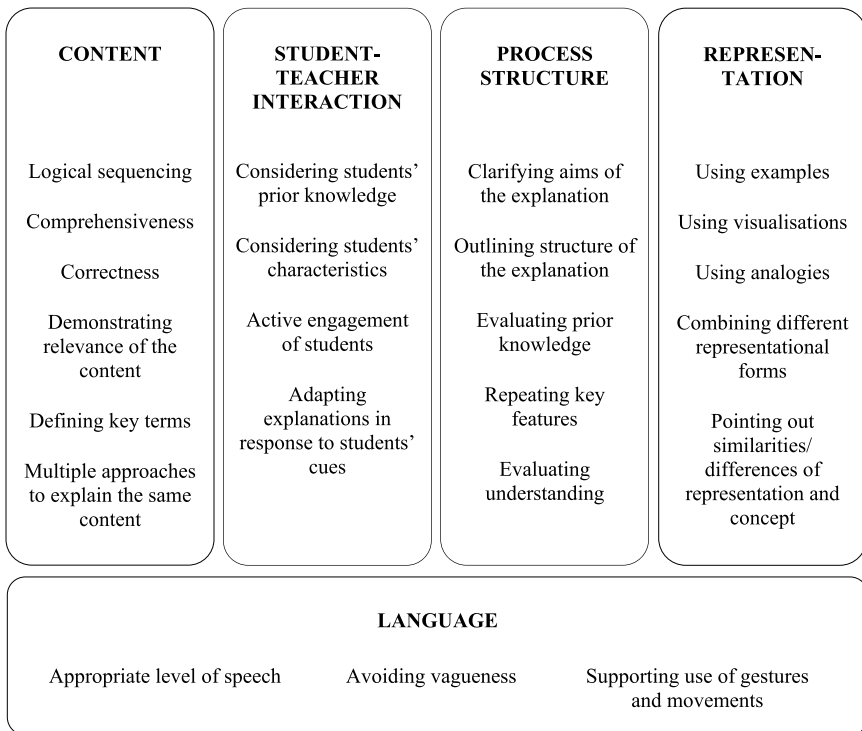 CONTENT
Logical sequencing
Comprehensiveness
Correctness
Demonstrating
relevance of the
content
Defining key terms
Multiple approaches
to explain the same
content
STUDENT-
TEACHER
INTERACTION
Considering students’
prior knowledge
Considering students’
characteristics
Active engagement
of students
Adapting
explanations in
response to students’
cues
PROCESS
STRUCTURE
Clarifying aims of
the explanation
Outlining structure of
the explanation
Evaluating prior
knowledge
Repeating key
features
Evaluating
understanding
REPRESEN-
TATION
Using examples
Using visualisations
Using analogies
Combining different
representational
forms
Pointing out
similarities/
differences of
representation and
concept
LANGUAGE
Appropriate level of speech
Avoiding vagueness
Supporting use of gestures
and movements